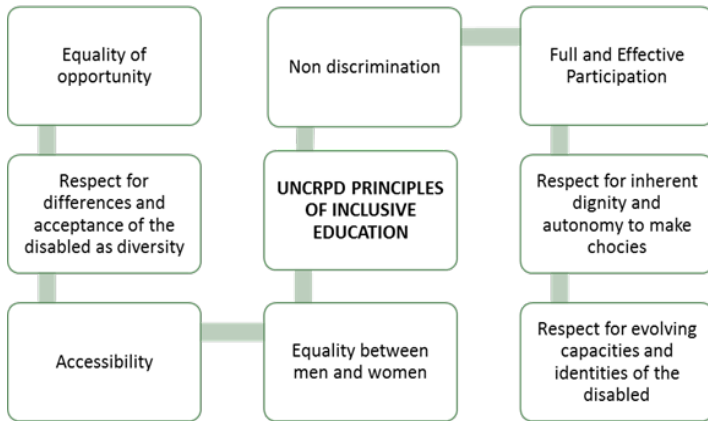 Equality of
opportunity
Non discrimination
Full and Effective
Participation
Respect for
differences and
acceptance of the
disabled as diversity
UNCRPD PRINCIPLES
OF INCLUSIVE
EDUCATION
Respect for inherent
dignity and
autonomy to make
chocies
Accessibility
Equality between
men and women
Respect for evolving
capacities and
identities of the
disabled